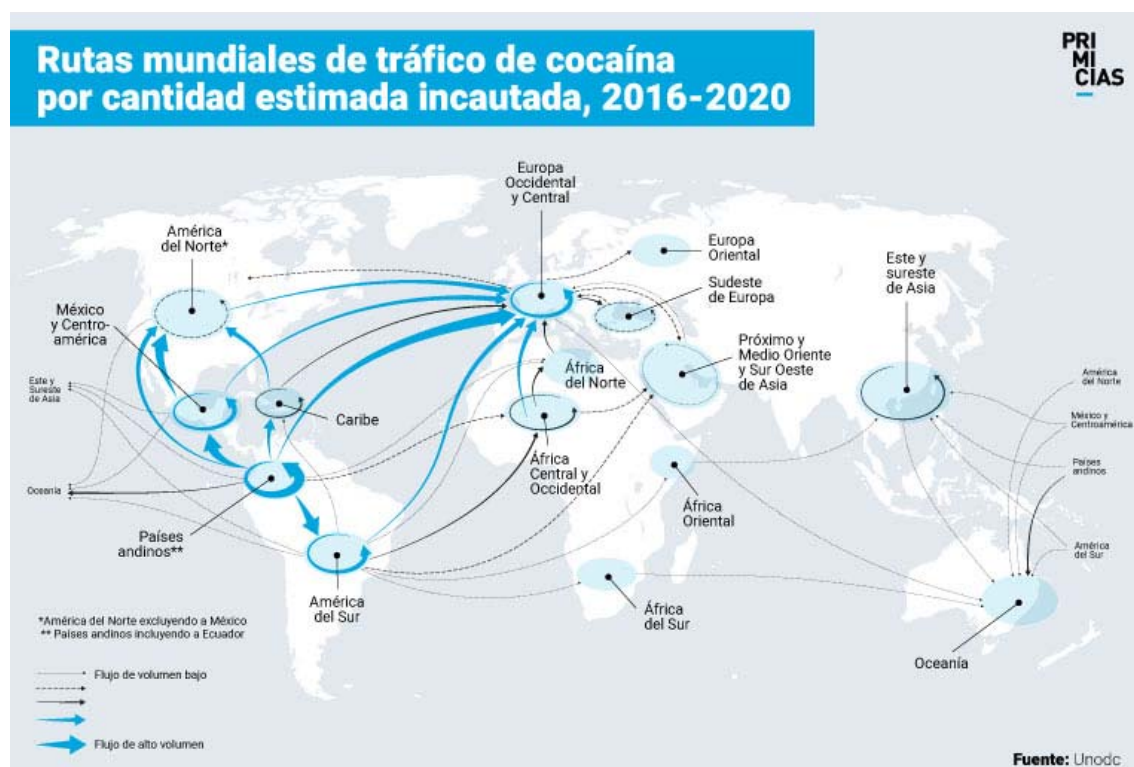 Rutas mundiales de tráfico de cocaína
por cantidad estimada incautada, 2016-2020
PRI
MI
CIAS
Europa
Occidental
y Central
América
del Norte*
Europa
Oriental
Este y
sureste
de Asia
México
y Centro-
américa
Sudeste
de Europa
Próximo y
Medio Oriente
y Sur Oeste
de Asia
África
del Norte
América
del Norte
Este y
Sureste
de Asia
Caribe
México y
Centroamérica
África
Central y
Occidental
Países
andinos
Oceanía
África
Oriental
Países
andinos**
América
del Sur
América
del Sur
África
del Sur
Oceanía
*América del Norte excluyendo a México
** Países andinos incluyendo a Ecuador
Flujo de volumen bajo
Flujo de alto volumen
Fuente: Unodc